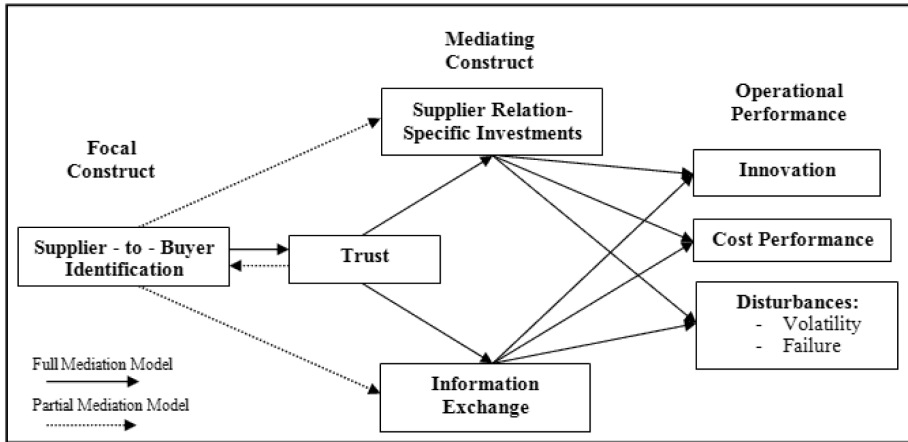 Mediating
Construct
Operational
Performance
Focal
Construct
Supplier Relation-
Specific Investments
Innovation
Supplier - to - Buyer
Identification
Trust
Cost Performance
Disturbances:
- Volatility
- Failure
Information
Exchange
Full Mediation Model
Partial Mediation Model